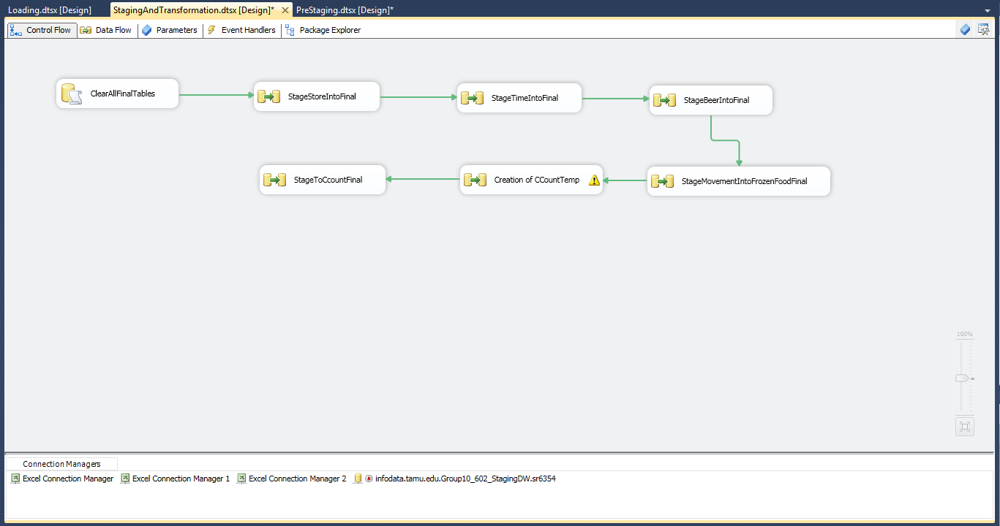 Loading.dtsx [Design] StagingAndTransformation.dtsx [Design]* PreStaging.dtsx [Design]*
Control Flow Data Flow Parameters Event Handlers Package Explorer
ClearAllFinalTables StageStoreIntoFinal StageTimeIntoFinal StageBeerIntoFinal
StageToCcountFinal Creation of CCountTemp StageMovementIntoFrozenFoodFinal
100%
Connection Managers
Excel Connection Manager Excel Connection Manager 1 Excel Connection Manager 2 infodata.tamu.edu.Group10_602_StagingDW.sr6354